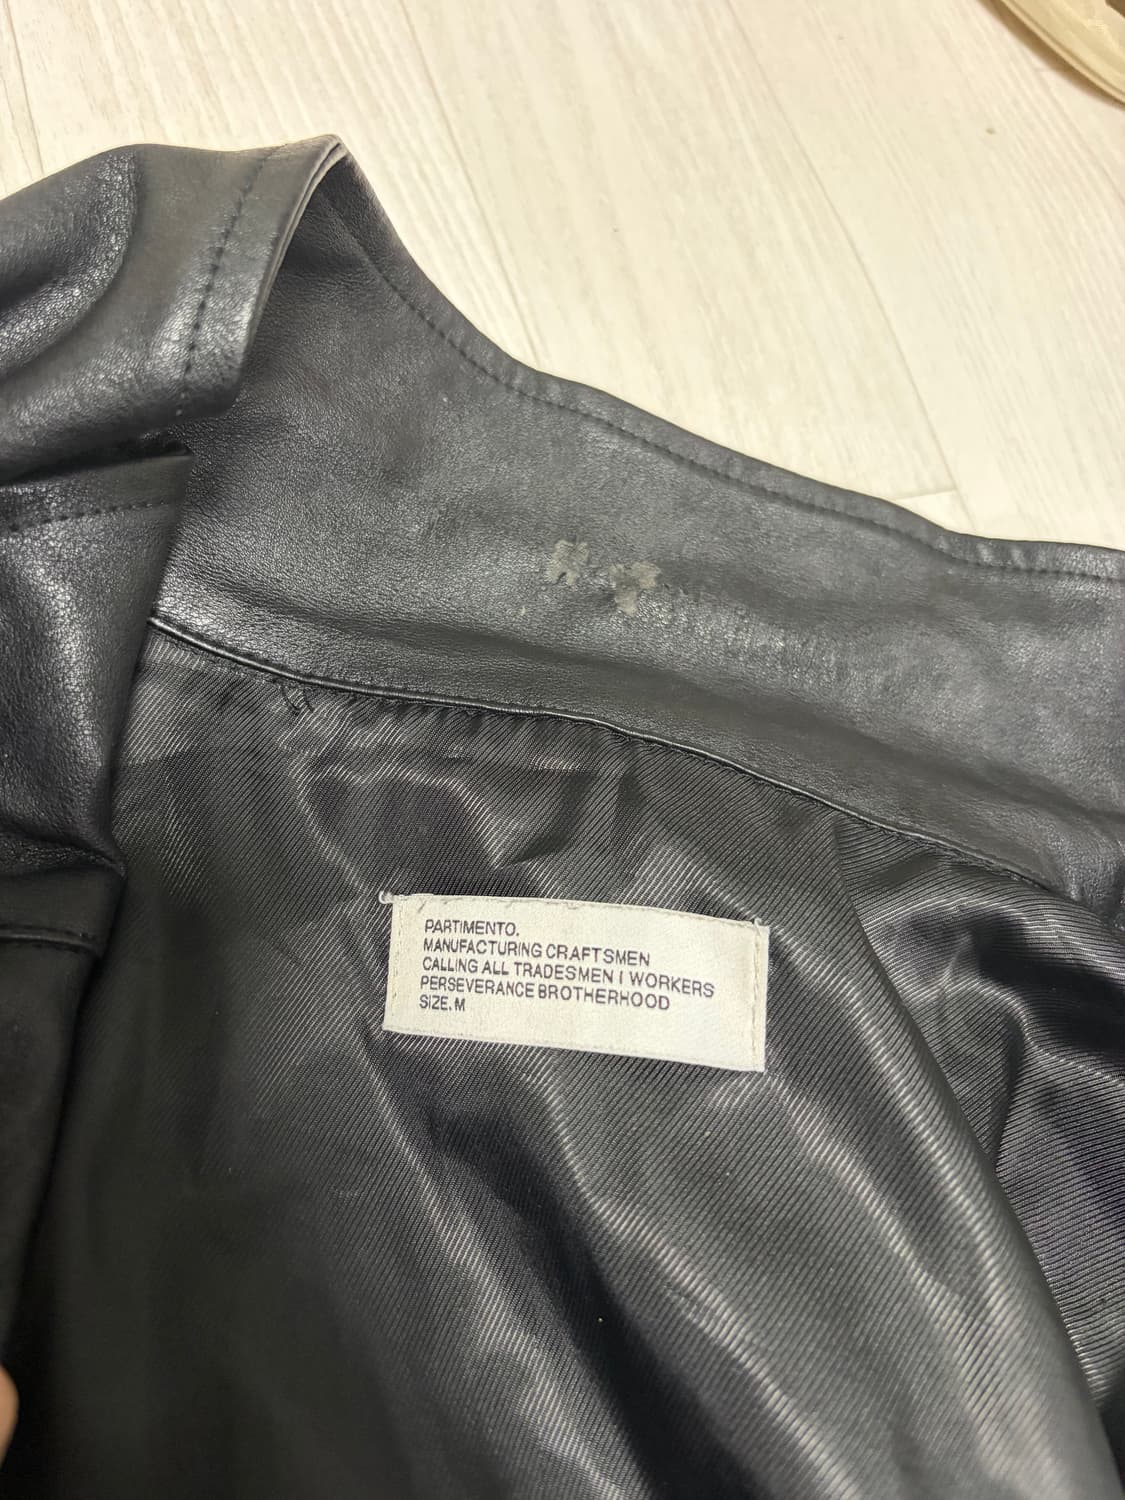 PARTIMENTO.
MANUFACTURING CRAFTSMEN
CALLING ALL TRADESMEN I WORKERS
PERSEVERANCE BROTHERHOOD
SIZE. M